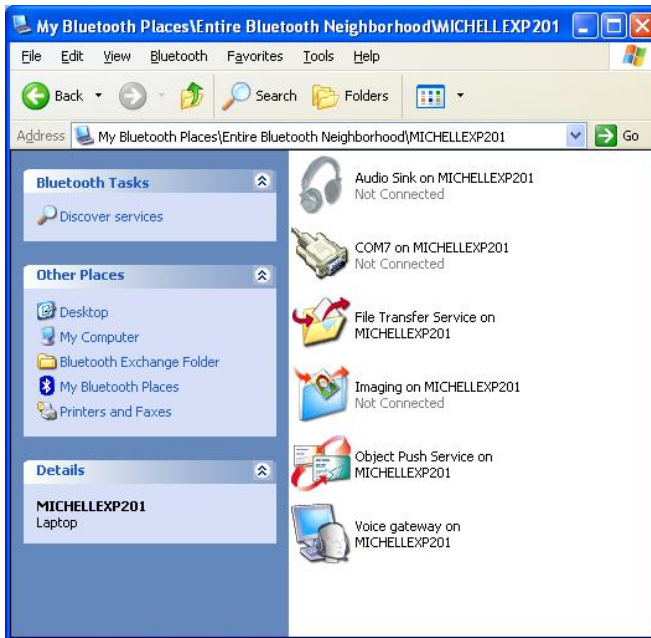 My Bluetooth Places\Entire Bluetooth Neighborhood\MICHELLEXP201
File Edit View Bluetooth Favorites Tools Help
Back Search Folders
Address My Bluetooth Places\Entire Bluetooth Neighborhood\MICHELLEXP201 Go
Bluetooth Tasks
Discover services
Other Places
Desktop
My Computer
Bluetooth Exchange Folder
My Bluetooth Places
Printers and Faxes
Details
MICHELLEXP201
Laptop
Audio Sink on MICHELLEXP201
Not Connected
COM7 on MICHELLEXP201
Not Connected
File Transfer Service on
MICHELLEXP201
Imaging on MICHELLEXP201
Not Connected
Object Push Service on
MICHELLEXP201
Voice gateway on
MICHELLEXP201